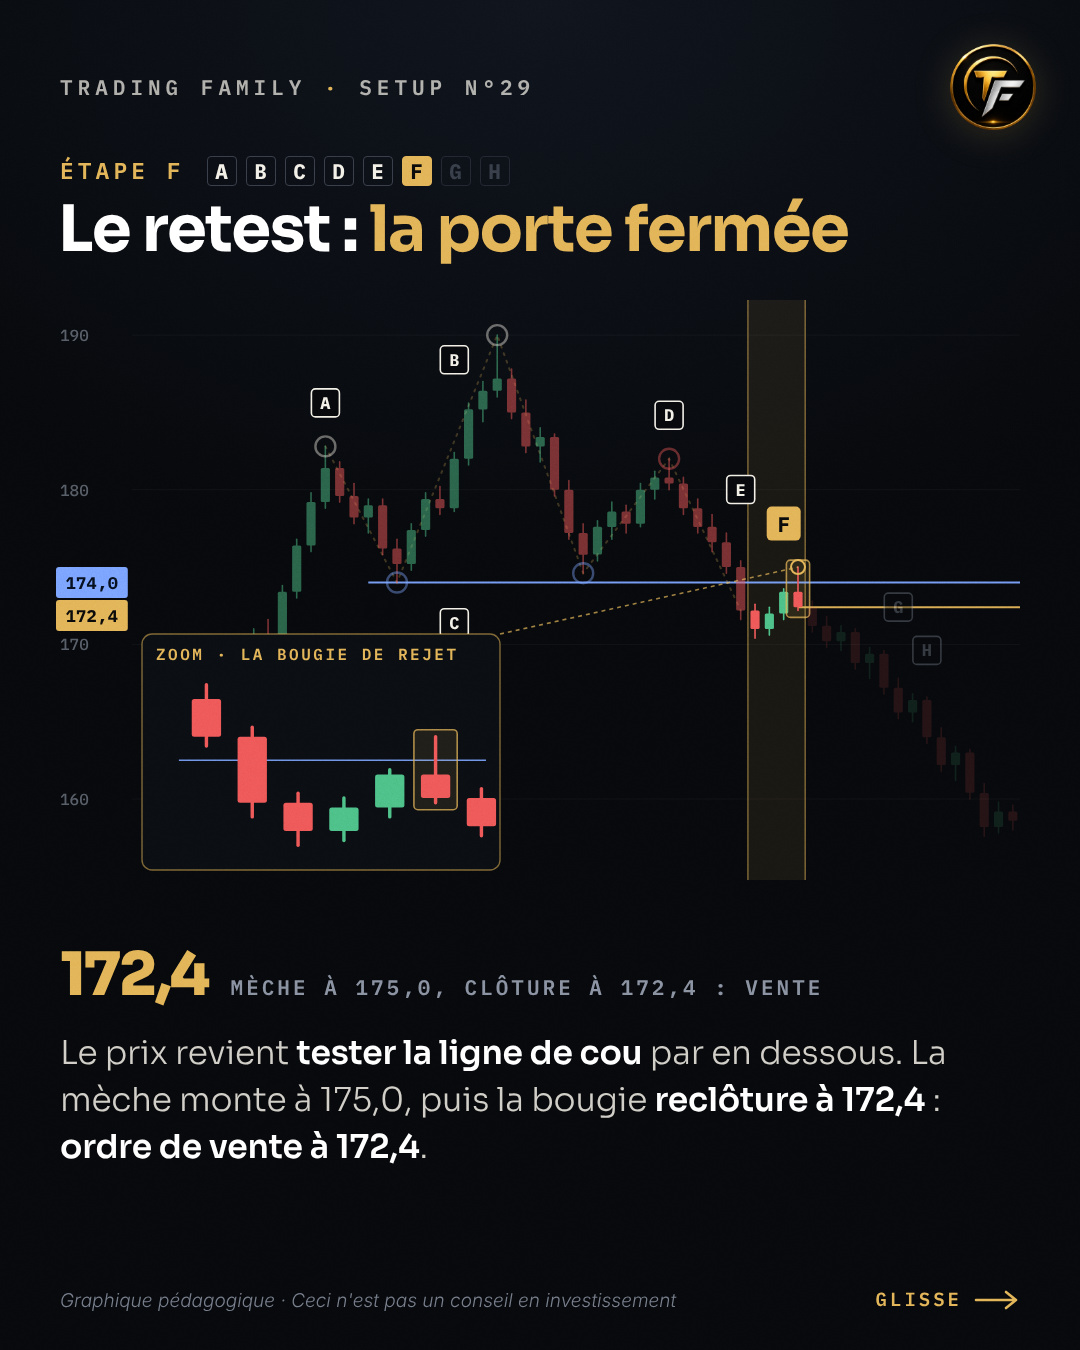 TRADING FAMILY · SETUP N°29
TF
ÉTAPE F A B C D E F G H
Le retest : la porte fermée
190
B
A
D
180
E
F
174,0
172,4
G
C
170
H
ZOOM · LA BOUGIE DE REJET
160
172,4 MÈCHE À 175,0, CLÔTURE À 172,4 : VENTE
Le prix revient tester la ligne de cou par en dessous. La
mèche monte à 175,0, puis la bougie reclôture à 172,4 :
ordre de vente à 172,4.
Graphique pédagogique · Ceci n'est pas un conseil en investissement
GLISSE →